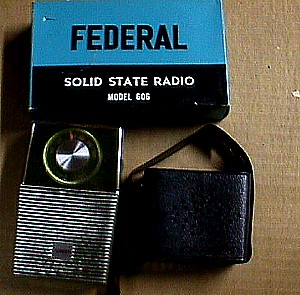 FEDERAL
SOLID STATE RADIO
MODEL 606